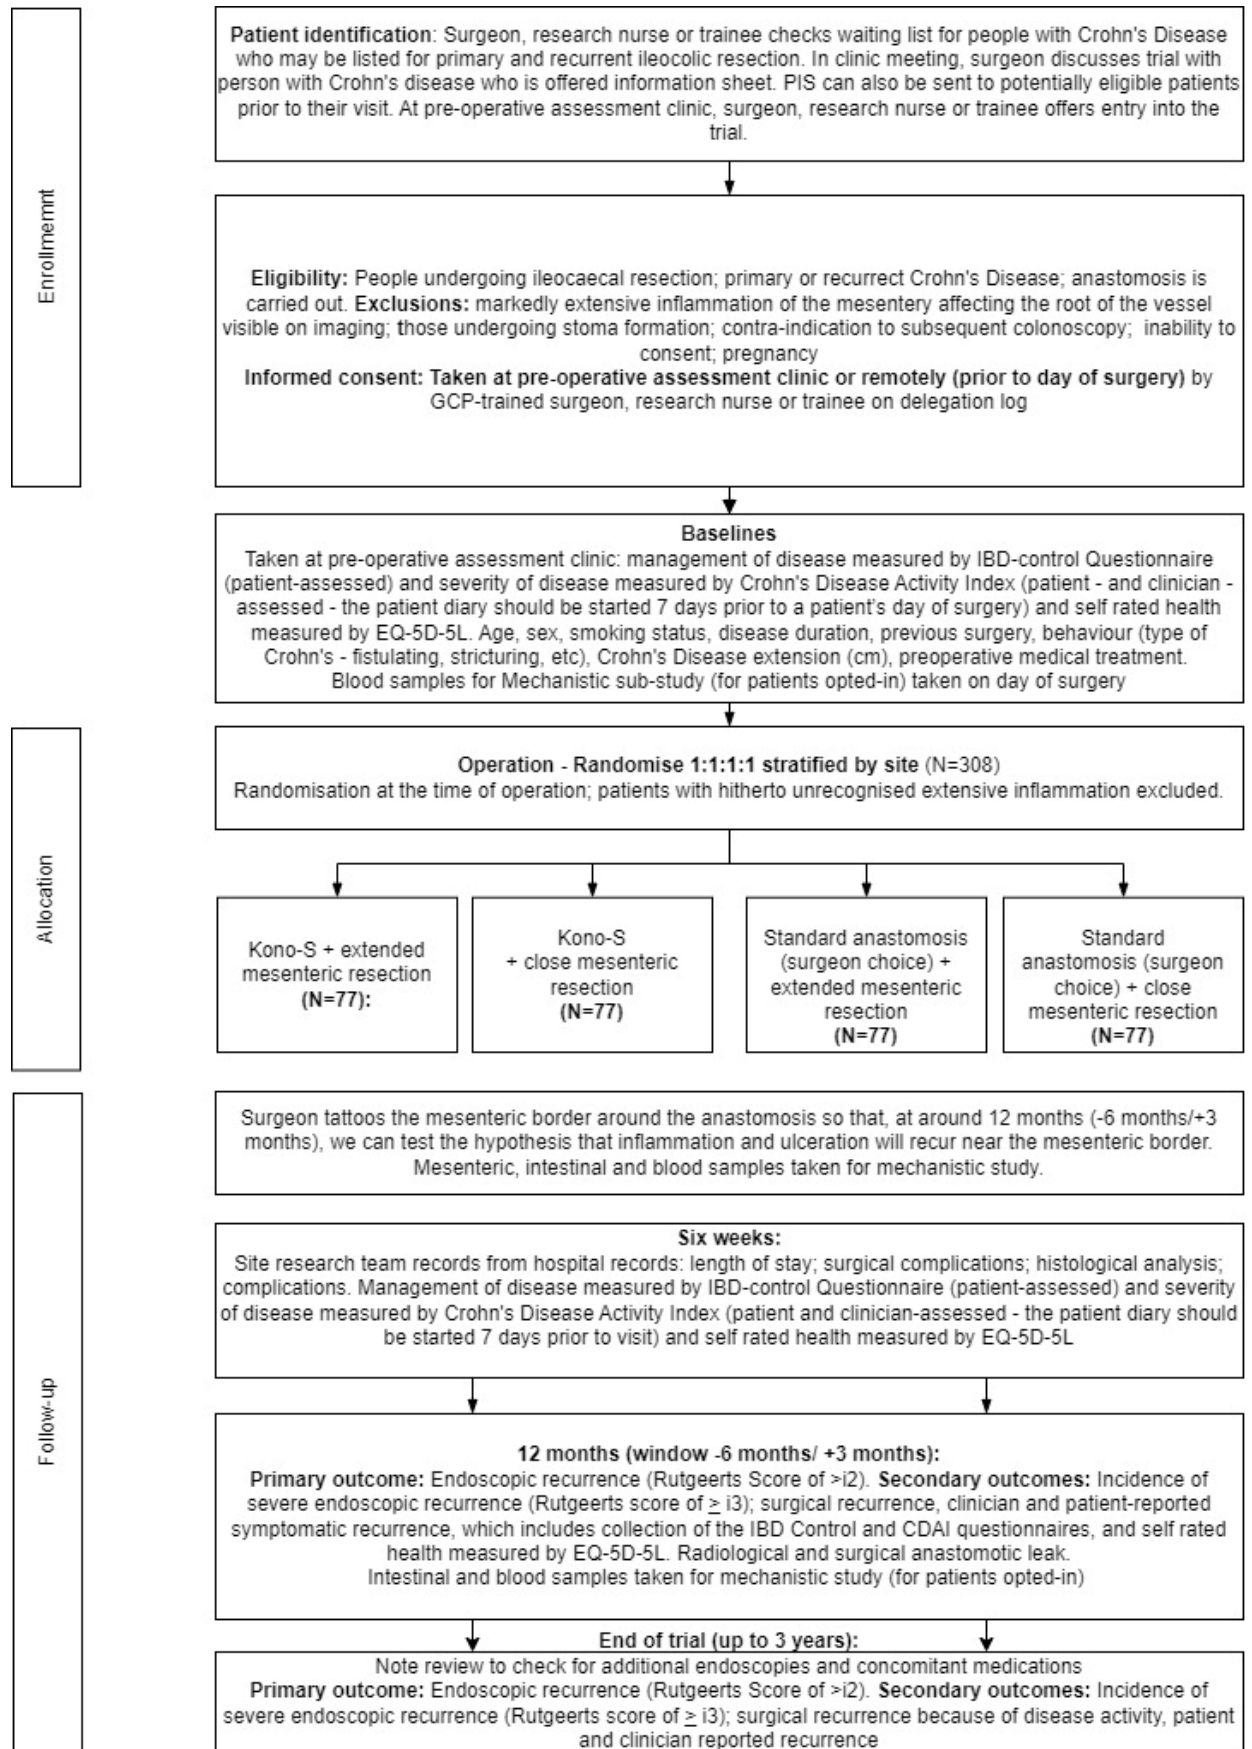 Enrollmemnt
Patient identification: Surgeon, research nurse or trainee checks waiting list for people with Crohn's Disease
who may be listed for primary and recurrent ileocolic resection. In clinic meeting, surgeon discusses trial with
person with Crohn's disease who is offered information sheet. PIS can also be sent to potentially eligible patients
prior to their visit. At pre-operative assessment clinic, surgeon, research nurse or trainee offers entry into the
trial.
Eligibility: People undergoing ileocaecal resection; primary or recurrect Crohn's Disease; anastomosis is
carried out. Exclusions: markedly extensive inflammation of the mesentery affecting the root of the vessel
visible on imaging; those undergoing stoma formation; contra-indication to subsequent colonoscopy; inability to
consent; pregnancy
Informed consent: Taken at pre-operative assessment clinic or remotely (prior to day of surgery) by
GCP-trained surgeon, research nurse or trainee on delegation log
Baselines
Taken at pre-operative assessment clinic: management of disease measured by IBD-control Questionnaire
(patient-assessed) and severity of disease measured by Crohn's Disease Activity Index (patient - and clinician -
assessed - the patient diary should be started 7 days prior to a patient's day of surgery) and self rated health
measured by EQ-5D-5L. Age, sex, smoking status, disease duration, previous surgery, behaviour (type of
Crohn's - fistulating, stricturing, etc), Crohn's Disease extension (cm), preoperative medical treatment.
Blood samples for Mechanistic sub-study (for patients opted-in) taken on day of surgery
Allocation
Operation - Randomise 1:1:1:1 stratified by site (N=308)
Randomisation at the time of operation; patients with hitherto unrecognised extensive inflammation excluded.
Kono-S + extended
mesenteric resection
(N=77):
Kono-S
+ close mesenteric
resection
(N=77)
Standard anastomosis
(surgeon choice) +
extended mesenteric
resection
(N=77)
Standard
anastomosis (surgeon
choice) + close
mesenteric resection
(N=77)
Follow-up
Surgeon tattoos the mesenteric border around the anastomosis so that, at around 12 months (-6 months/+3
months), we can test the hypothesis that inflammation and ulceration will recur near the mesenteric border.
Mesenteric, intestinal and blood samples taken for mechanistic study.
Six weeks:
Site research team records from hospital records: length of stay; surgical complications; histological analysis;
complications. Management of disease measured by IBD-control Questionnaire (patient-assessed) and severity
of disease measured by Crohn's Disease Activity Index (patient and clinician-assessed - the patient diary should
be started 7 days prior to visit) and self rated health measured by EQ-5D-5L
12 months (window -6 months/ +3 months):
Primary outcome: Endoscopic recurrence (Rutgeerts Score of >i2). Secondary outcomes: Incidence of
severe endoscopic recurrence (Rutgeerts score of ≥ i3); surgical recurrence, clinician and patient-reported
symptomatic recurrence, which includes collection of the IBD Control and CDAI questionnaires, and self rated
health measured by EQ-5D-5L. Radiological and surgical anastomotic leak.
Intestinal and blood samples taken for mechanistic study (for patients opted-in)
End of trial (up to 3 years):
Note review to check for additional endoscopies and concomitant medications
Primary outcome: Endoscopic recurrence (Rutgeerts Score of >i2). Secondary outcomes: Incidence of
severe endoscopic recurrence (Rutgeerts score of ≥ i3); surgical recurrence because of disease activity, patient
and clinician reported recurrence